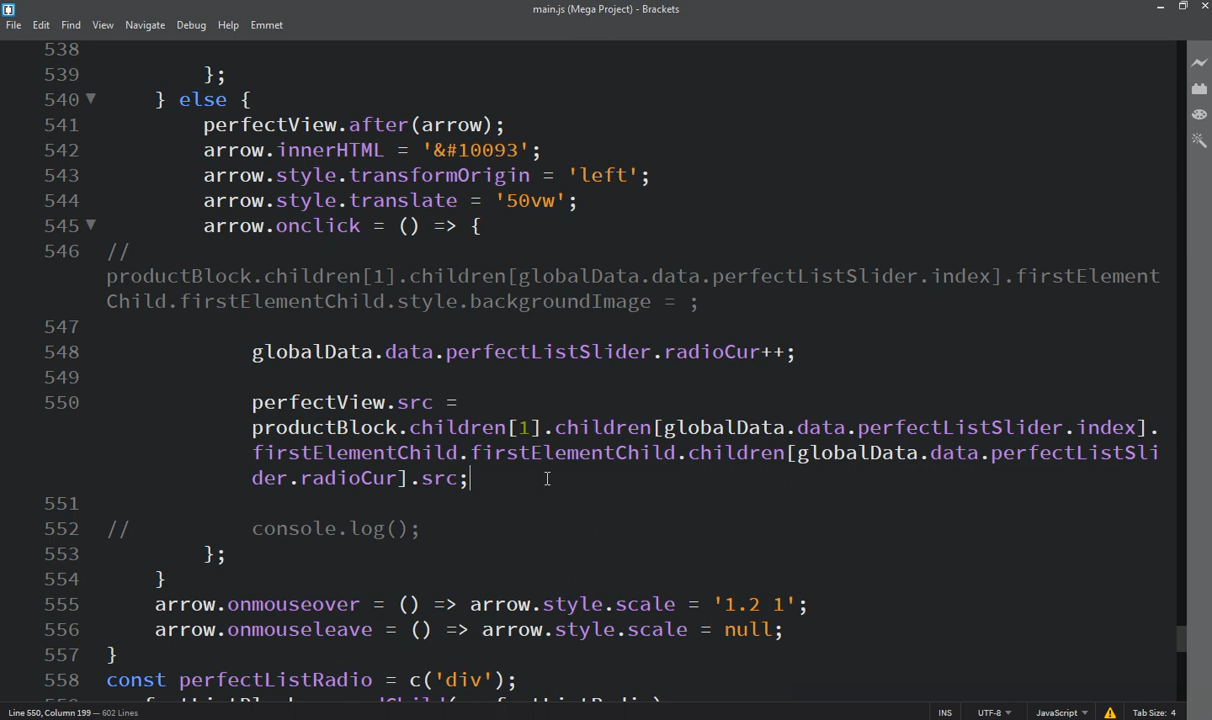 main.js (Mega Project) - Brackets
File Edit Find View Navigate Debug Help Emmet
538
539 };
540 } else {
541 perfectView.after(arrow);
542 arrow.innerHTML = '&#10093';
543 arrow.style.transformOrigin = 'left';
544 arrow.style.translate = '50vw';
545 arrow.onclick = () => {
546 //
productBlock.children[1].children[globalData.data.perfectListSlider.index].firstElement
Child.firstElementChild.style.backgroundImage = ;
547
548 globalData.data.perfectListSlider.radioCur++;
549
550 perfectView.src =
productBlock.children[1].children[globalData.data.perfectListSlider.index].
firstElementChild.firstElementChild.children[globalData.data.perfectListSli
der.radioCur].src;
551
552 // console.log();
553 };
554 }
555 arrow.onmouseover = () => arrow.style.scale = '1.2 1';
556 arrow.onmouseleave = () => arrow.style.scale = null;
557 }
558 const perfectListRadio = c('div');
Line 550, Column 199 — 602 Lines INS UTF-8 JavaScript Tab Size: 4